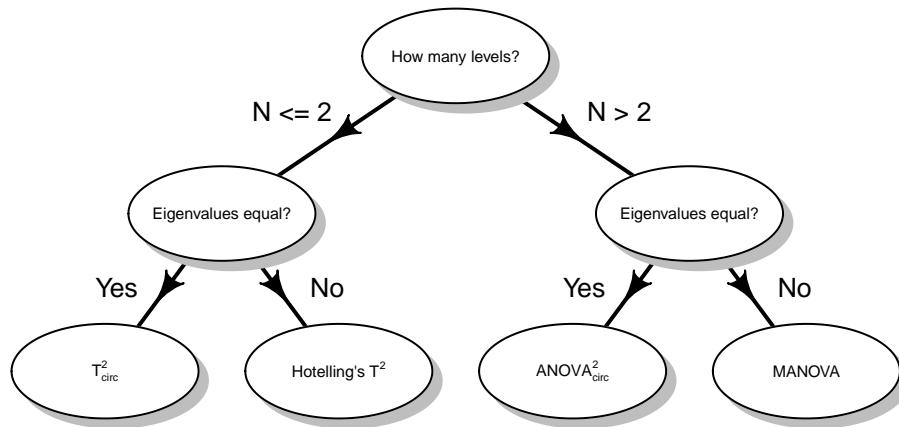 How many levels?
N <= 2
N > 2
Eigenvalues equal?
Eigenvalues equal?
Yes
No
Yes
No
T²circ
Hotelling's T²
ANOVA²circ
MANOVA